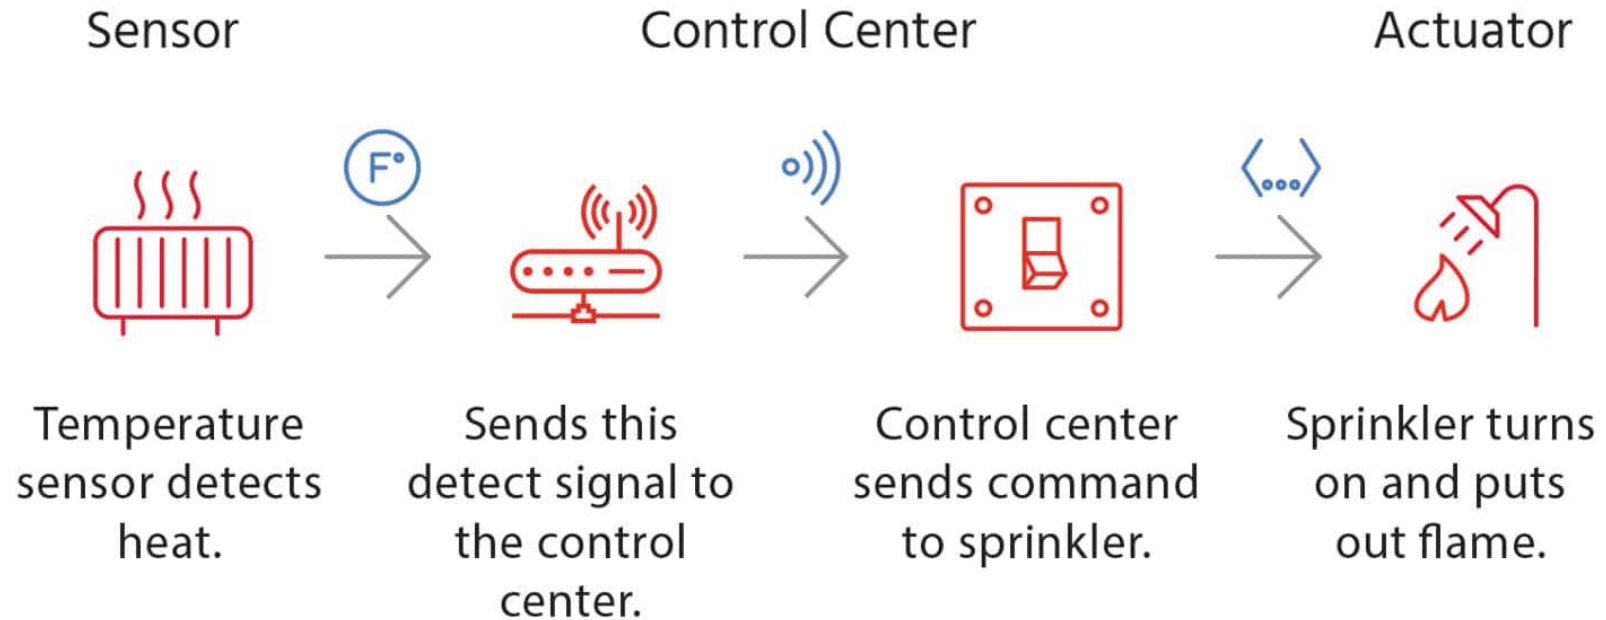 Sensor
Control Center
Actuator
F°
Temperature
sensor detects
heat.
Sends this
detect signal to
the control
center.
Control center
sends command
to sprinkler.
Sprinkler turns
on and puts
out flame.